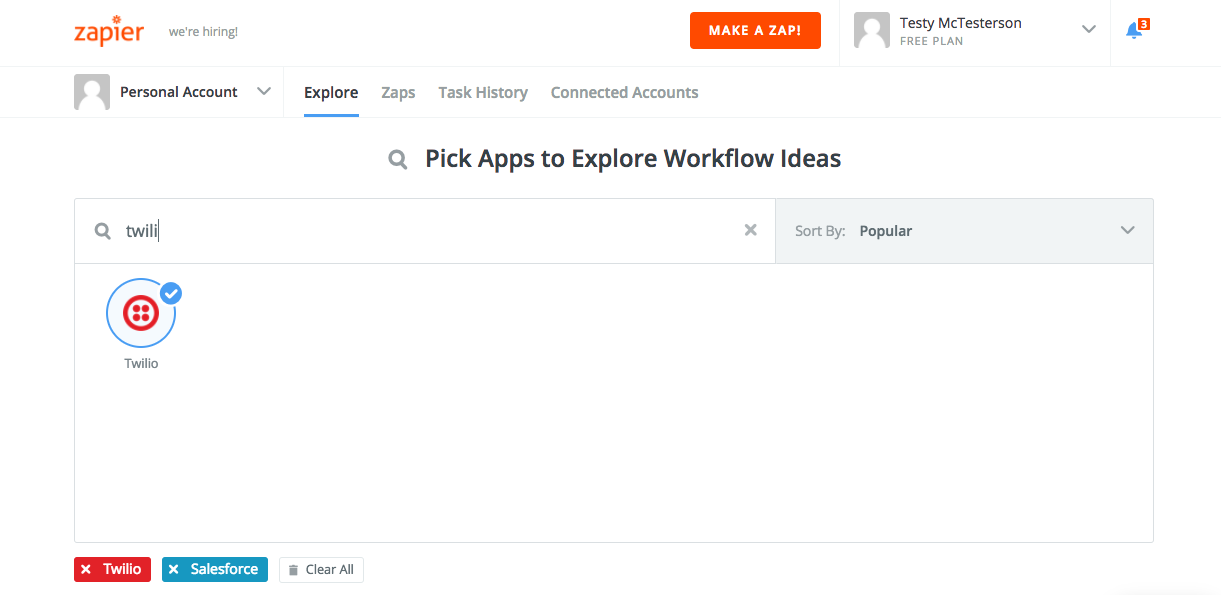 zapier we're hiring! MAKE A ZAP! Testy McTesterson
FREE PLAN
3
Personal Account Explore Zaps Task History Connected Accounts
Pick Apps to Explore Workflow Ideas
twili Sort By: Popular
Twilio
Twilio Salesforce Clear All